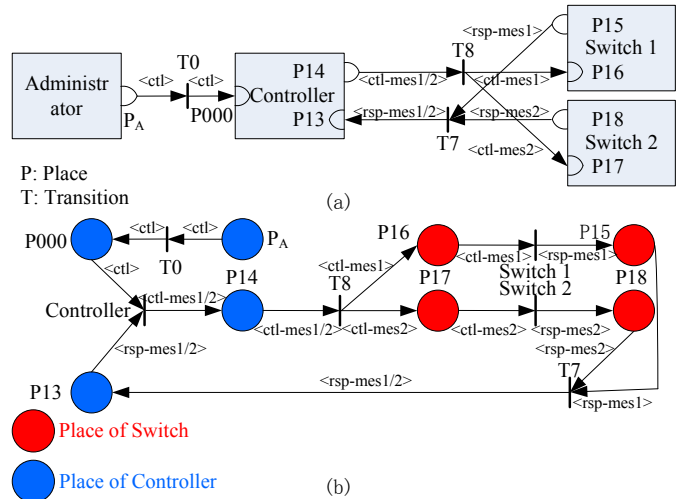 Administr
ator
P_A
<ctl>
T0
<ctl>
P000
P14
Controller
P13
<ctl-mes1/2>
T8
<ctl-mes1>
<rsp-mes1>
<rsp-mes1/2>
T7
<rsp-mes2>
<ctl-mes2>
P15
Switch 1
P16
P18
Switch 2
P17
P: Place
T: Transition
(a)
P000
<ctl>
T0
<ctl>
P_A
<ctl>
Controller
<ctl-mes1/2>
P14
<ctl-mes1/2>
T8
<ctl-mes1>
<ctl-mes2>
P16
P17
<ctl-mes1>
<ctl-mes2>
Switch 1
Switch 2
<rsp-mes1>
<rsp-mes2>
P15
P18
<rsp-mes2>
T7
<rsp-mes1>
<rsp-mes1/2>
<rsp-mes1/2>
P13
Place of Switch
Place of Controller
(b)